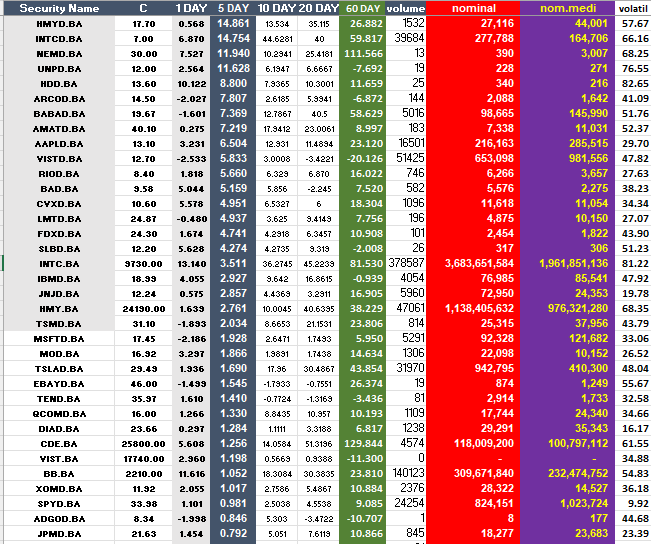 Security Name C 1 DAY 5 DAY 10 DAY 20 DAY 60 DAY volume nominal nom.medi volatil
HMYD.BA 17.70 0.568 14.861 13.534 35.115 26.882 1532 27,116 44,001 57.67
INTCD.BA 7.00 6.870 14.754 44.6281 40 59.817 39684 277,788 164,706 66.16
NEMD.BA 30.00 7.527 11.940 10.2941 25.4181 111.566 13 390 3,007 68.25
UNPD.BA 12.00 2.564 11.628 6.1947 6.6667 -7.692 19 228 271 76.55
HDD.BA 13.60 10.122 8.800 7.9365 10.3001 11.659 25 340 216 82.65
ARCOD.BA 14.50 -2.027 7.807 2.6185 5.9941 -6.872 144 2,088 1,642 41.09
BABAD.BA 19.67 -1.601 7.369 12.7867 40.5 58.629 5016 98,665 145,990 51.76
AMATD.BA 40.10 0.275 7.219 17.9412 23.0061 8.997 183 7,338 11,031 52.37
AAPLD.BA 13.10 3.231 6.504 12.931 11.4894 23.120 16501 216,163 285,515 29.70
VISTD.BA 12.70 -2.533 5.833 3.0008 -3.4221 -20.126 51425 653,098 981,556 47.82
RIOD.BA 8.40 1.818 5.660 6.329 6.870 16.022 746 6,266 3,657 27.63
BAD.BA 9.58 5.044 5.159 5.856 -2.245 7.520 582 5,576 2,275 38.23
CVXD.BA 10.60 5.578 4.951 6.5327 6 18.304 1096 11,618 11,054 34.34
LMTD.BA 24.87 -0.480 4.937 3.625 9.4149 7.756 196 4,875 10,150 27.07
FDXD.BA 24.30 1.674 4.741 4.2918 6.3457 10.908 101 2,454 1,822 43.90
SLBD.BA 12.20 5.628 4.274 4.2735 9.319 -2.008 26 317 306 51.23
INTC.BA 9730.00 13.140 3.511 36.2745 45.2239 81.530 378587 3,683,651,584 1,961,851,136 81.22
IBMD.BA 18.99 4.055 2.927 9.642 16.8615 -0.939 4054 76,985 85,541 47.92
JNJD.BA 12.24 0.575 2.857 4.4369 3.2911 16.905 5960 72,950 24,353 19.78
HMY.BA 24190.00 1.639 2.761 10.0045 40.6395 38.229 47061 1,138,405,632 976,321,280 68.35
TSMD.BA 31.10 -1.893 2.034 8.6653 21.1531 23.806 814 25,315 37,956 43.79
MSFTD.BA 17.45 -2.186 1.928 2.6471 1.7493 5.950 5291 92,328 121,682 33.06
MOD.BA 16.92 3.297 1.866 1.9891 1.7438 14.634 1306 22,098 10,152 26.52
TSLAD.BA 29.49 1.936 1.690 17.96 30.4867 43.854 31970 942,795 410,300 48.04
EBAYD.BA 46.00 -1.499 1.545 -1.7933 -0.7551 26.374 19 874 1,249 55.67
TEND.BA 35.97 1.610 1.410 -0.7724 -1.3169 -3.436 81 2,914 1,733 32.58
QCOMD.BA 16.00 1.266 1.330 8.8435 10.957 10.193 1109 17,744 24,340 34.66
DIAD.BA 23.66 0.297 1.284 1.1111 3.3188 6.817 1238 29,291 35,343 16.17
CDE.BA 25800.00 5.608 1.256 14.0584 51.3196 129.844 4574 118,009,200 100,797,112 61.55
VIST.BA 17740.00 2.960 1.198 0.5669 0.9388 -11.300 0 - - 34.88
BB.BA 2210.00 11.616 1.052 18.3084 30.3835 23.810 140123 309,671,840 232,474,752 54.83
XOMD.BA 11.92 2.055 1.017 2.7586 5.4867 10.884 2376 28,322 14,527 36.18
SPYD.BA 33.98 1.101 0.981 2.5038 4.5538 9.085 24254 824,151 1,023,724 9.92
ADGOD.BA 8.34 -1.998 0.846 5.303 -3.4722 -10.707 1 8 177 44.68
JPMD.BA 21.63 1.454 0.792 5.051 7.6119 10.866 845 18,277 23,683 23.39